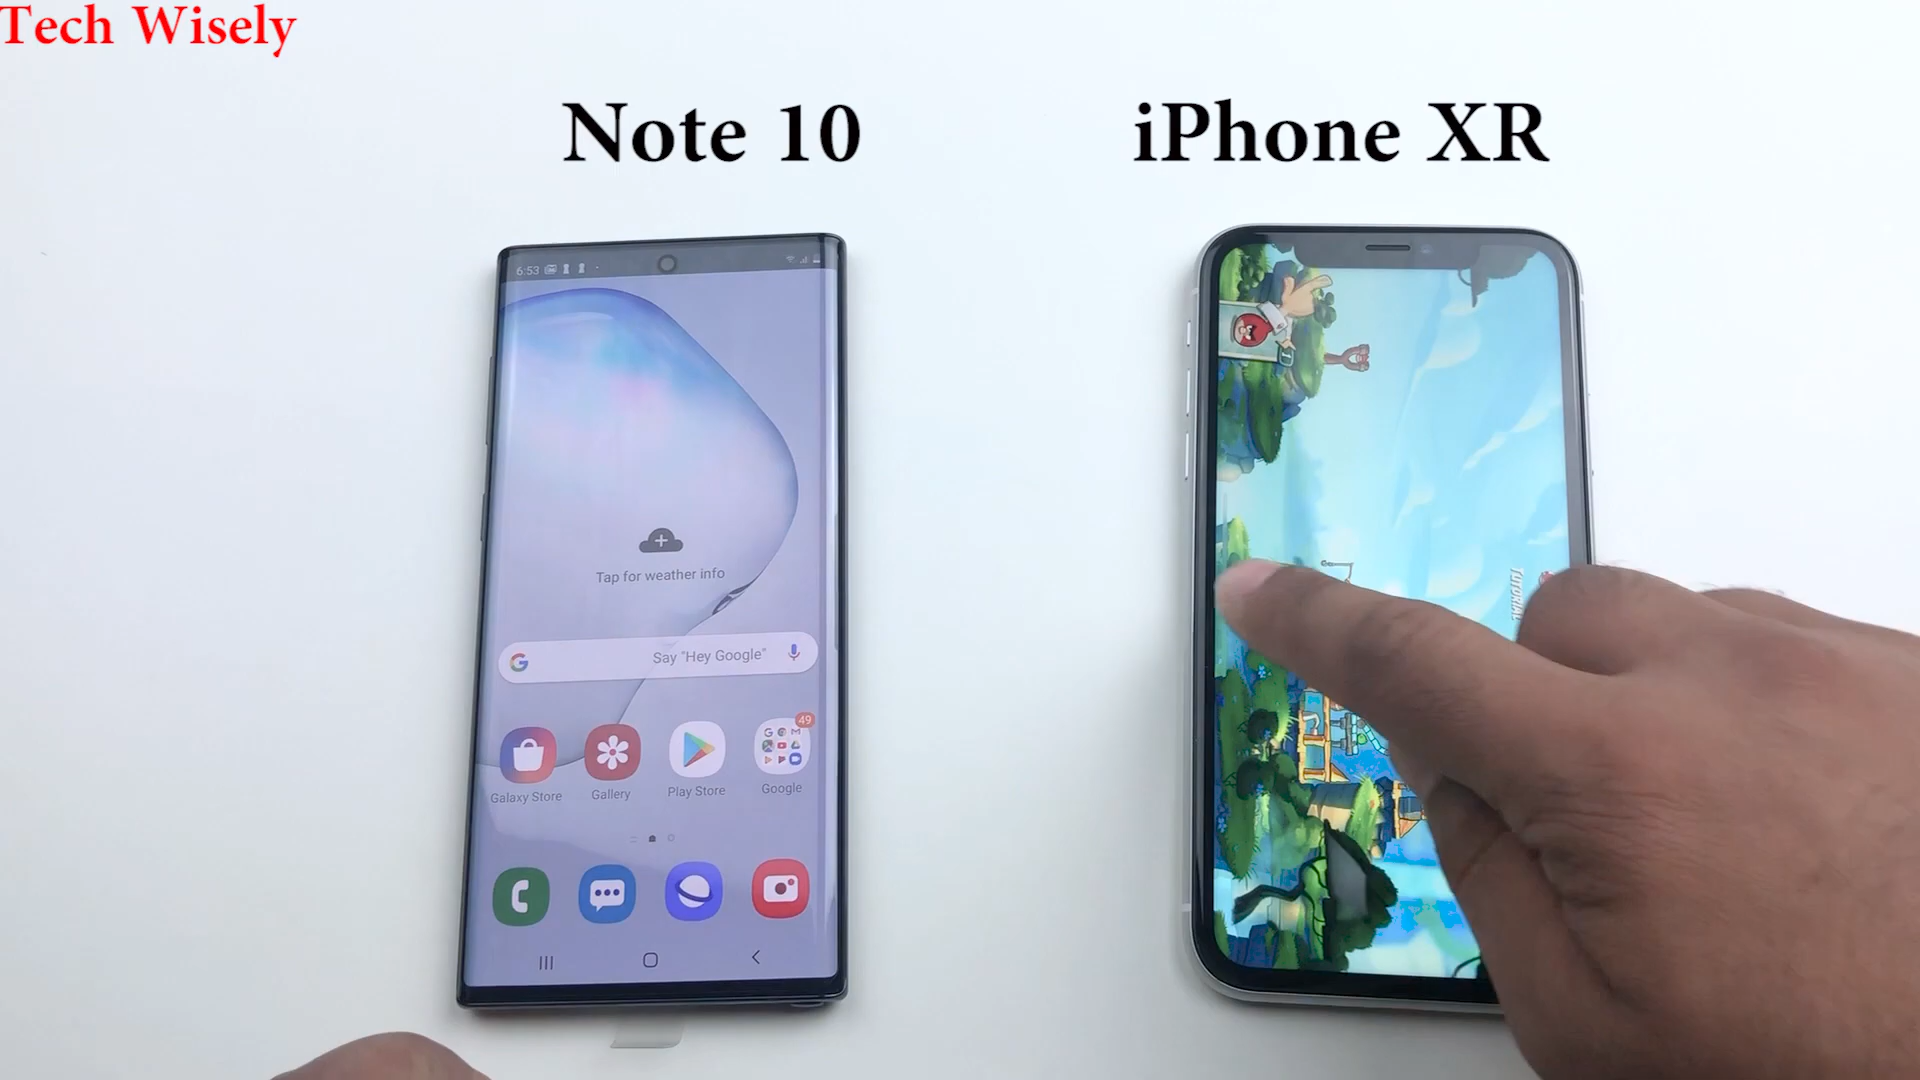 Tech Wisely
Note 10
iPhone XR
6:53
Tap for weather info
G
Say "Hey Google"
49
Galaxy Store
Gallery
Play Store
Google
TUTORIAL